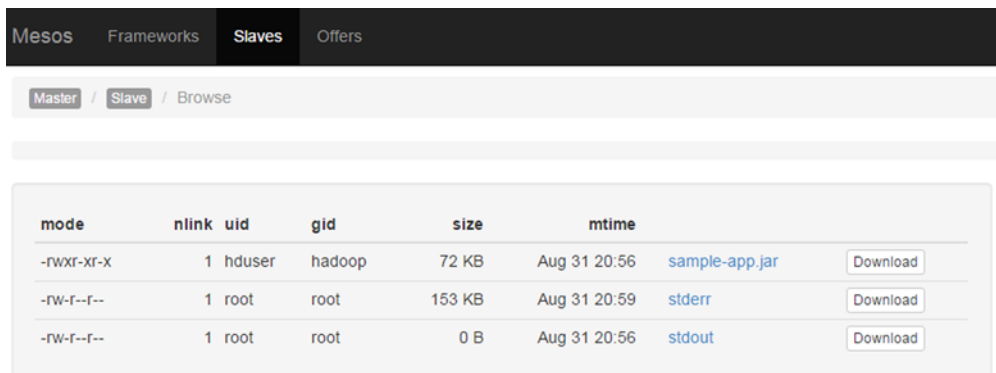 Mesos Frameworks Slaves Offers
Master / Slave / Browse
mode nlink uid gid size mtime
-rwxr-xr-x 1 hduser hadoop 72 KB Aug 31 20:56 sample-app.jar Download
-rw-r--r-- 1 root root 153 KB Aug 31 20:59 stderr Download
-rw-r--r-- 1 root root 0 B Aug 31 20:56 stdout Download